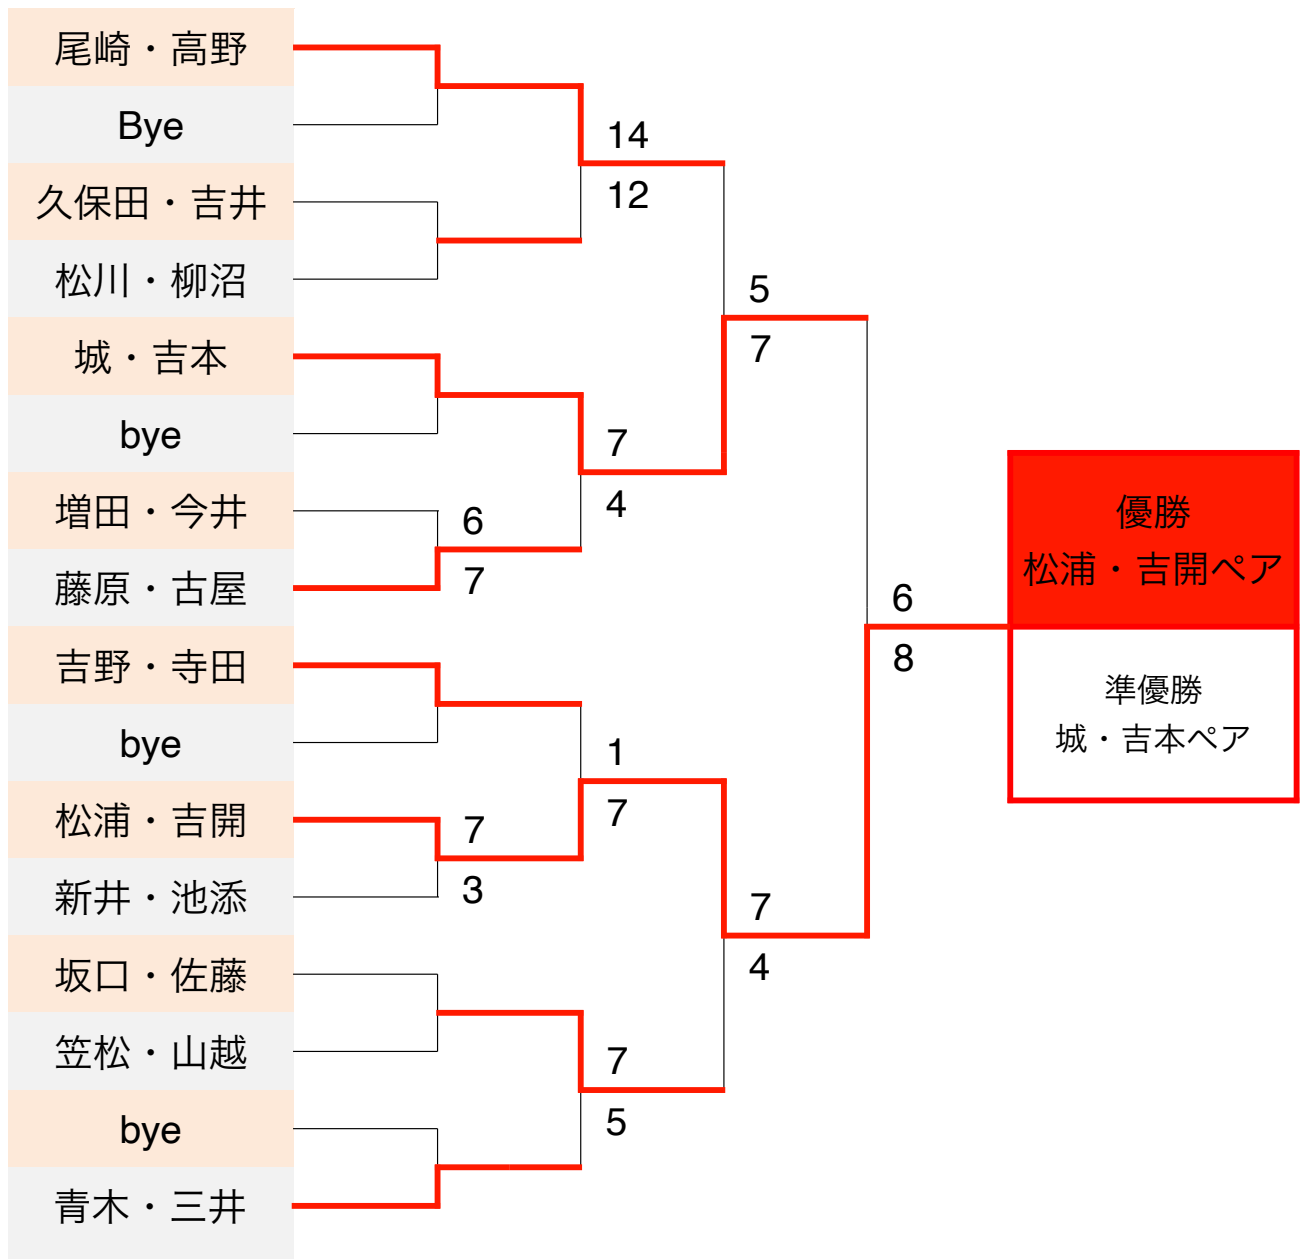 尾崎・高野
Bye
久保田・吉井
松川・柳沼
城・吉本
bye
増田・今井
藤原・古屋
吉野・寺田
bye
松浦・吉開
新井・池添
坂口・佐藤
笠松・山越
bye
青木・三井
6
7
7
3
14
12
7
4
1
7
7
5
5
7
7
4
6
8
優勝
松浦・吉開ペア
準優勝
城・吉本ペア